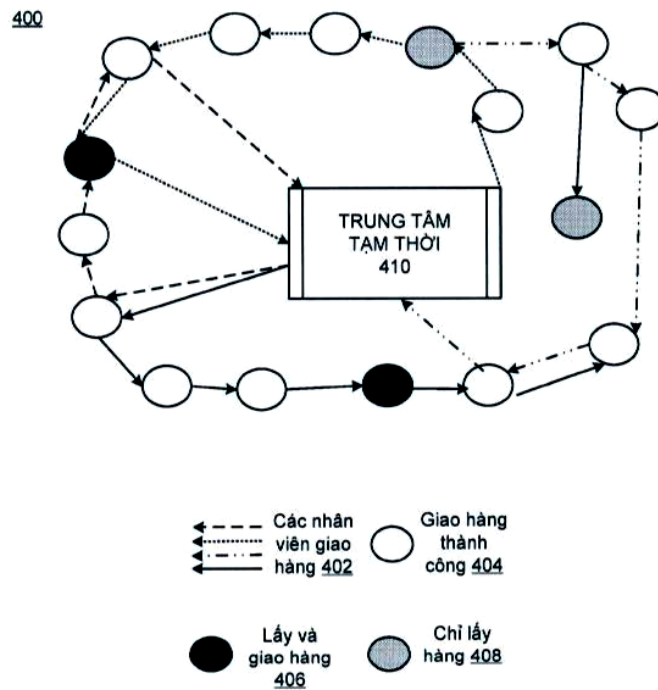 400
TRUNG TÂM
TẠM THỜI
410
Các nhân
viên giao
hàng 402
Giao hàng
thành
công 404
Lấy và
giao hàng
406
Chỉ lấy
hàng 408